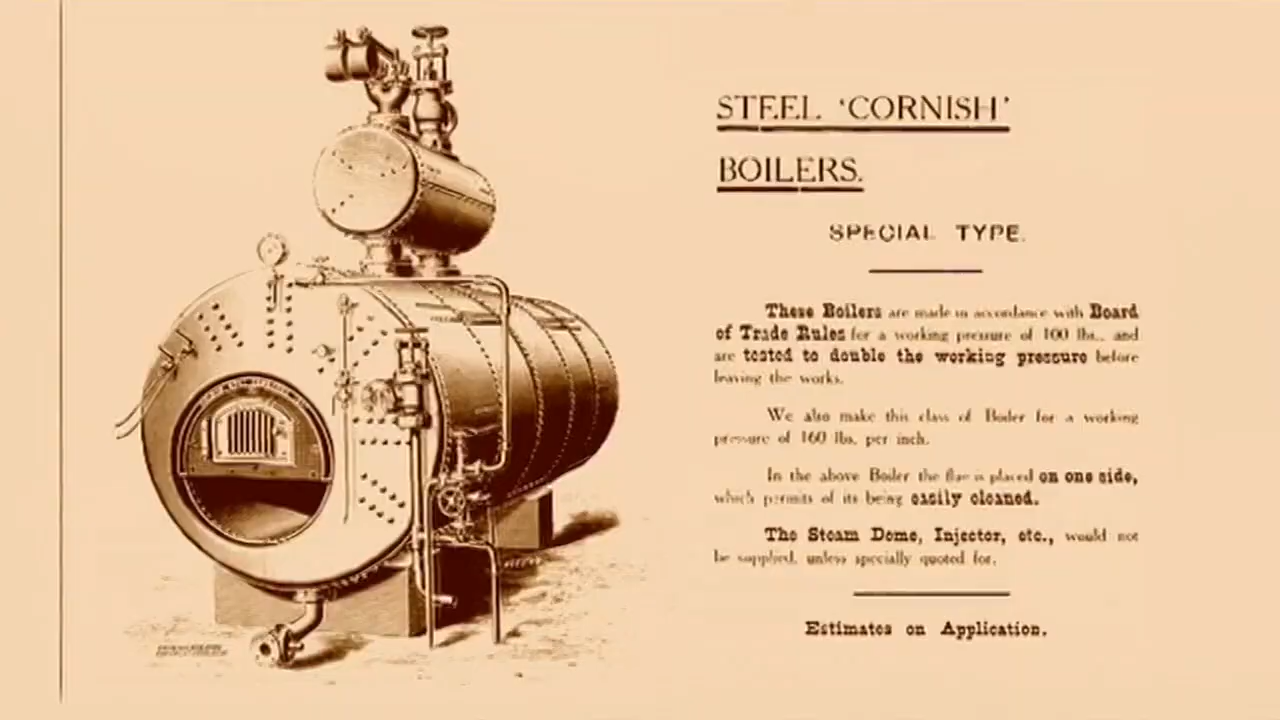 STEEL ‘CORNISH’
BOILERS.
SPECIAL TYPE.
These Boilers are made in accordance with Board
of Trade Rules for a working pressure of 100 lbs., and
are tested to double the working pressure before
leaving the works.
We also make this class of Boiler for a working
pressure of 160 lbs. per inch.
In the above Boiler the flue is placed on one side,
which permits of its being easily cleaned.
The Steam Dome, Injector, etc., would not
be supplied, unless specially quoted for.
Estimates on Application.